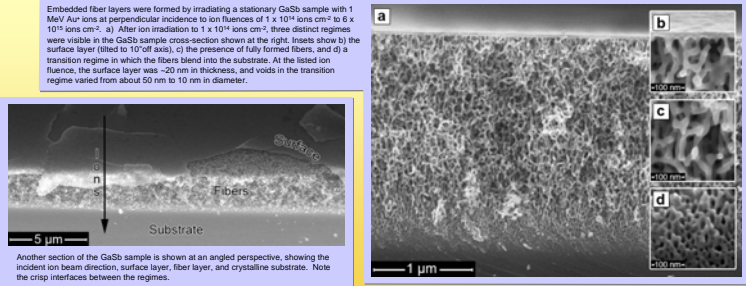 Embedded fiber layers were formed by irradiating a stationary GaSb sample with 1
MeV Au⁺ ions at perpendicular incidence to ion fluences of 1 x 10¹⁴ ions cm⁻² to 6 x
10¹⁵ ions cm⁻². a) After ion irradiation to 1 x 10¹⁴ ions cm⁻², three distinct regimes
were visible in the GaSb sample cross-section shown at the right. Insets show b) the
surface layer (tilted to 10°off axis), c) the presence of fully formed fibers, and d) a
transition regime in which the fibers blend into the substrate. At the listed ion
fluence, the surface layer was ~20 nm in thickness, and voids in the transition
regime varied from about 50 nm to 10 nm in diameter.
a
b
100 nm
c
100 nm
d
100 nm
1 µm
Surface
Fibers
Substrate
5 µm
Another section of the GaSb sample is shown at an angled perspective, showing the
incident ion beam direction, surface layer, fiber layer, and crystalline substrate. Note
the crisp interfaces between the regimes.